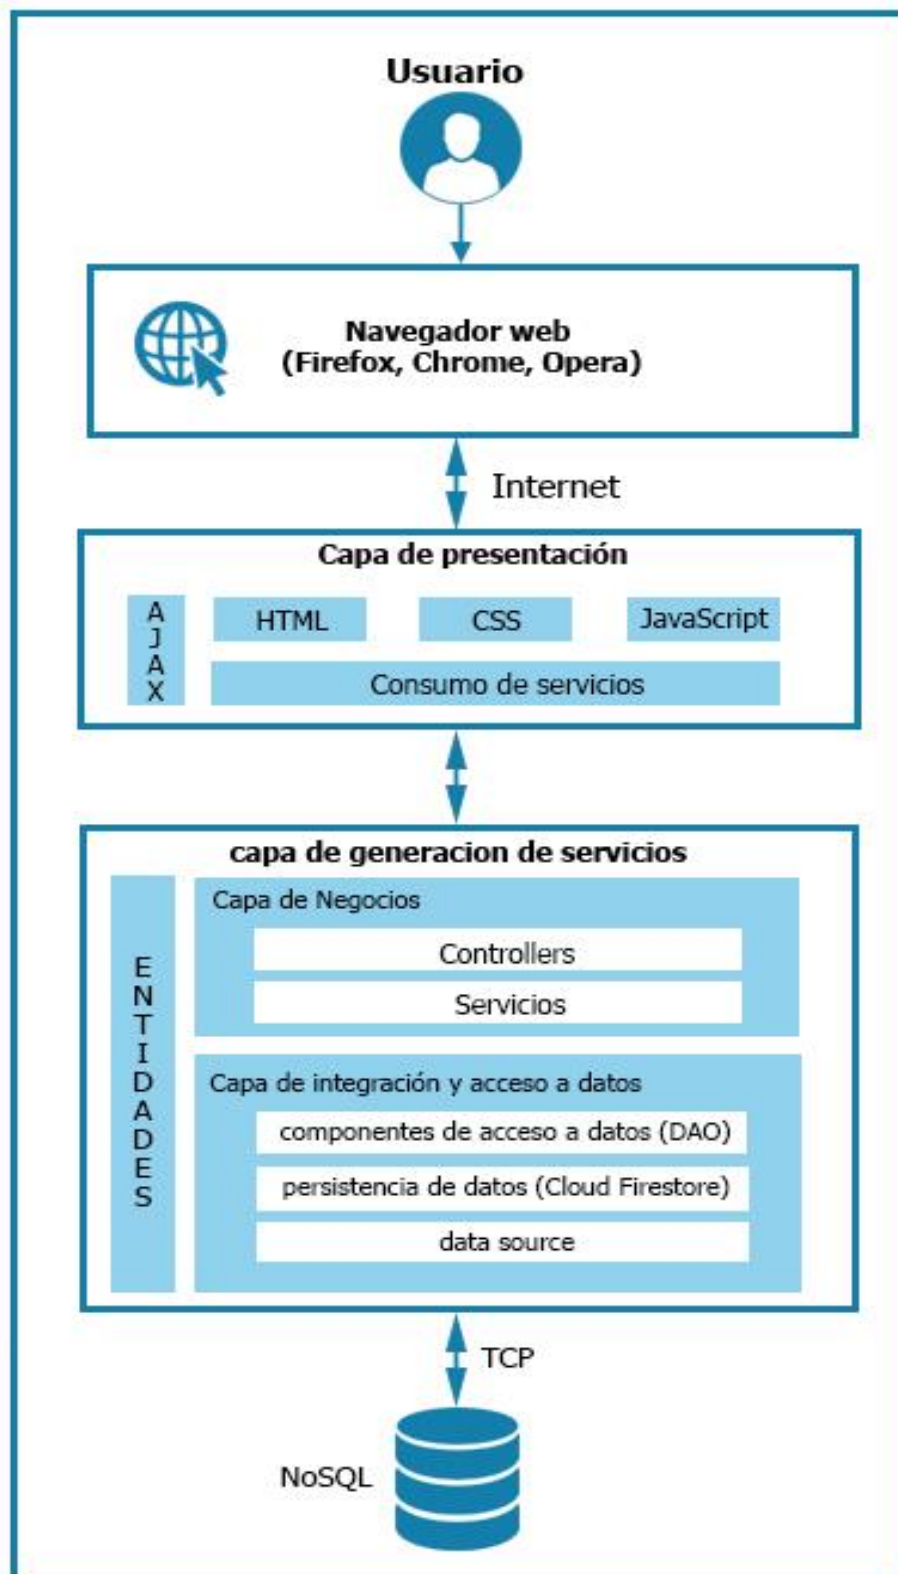 Usuario
Navegador web
(Firefox, Chrome, Opera)
Internet
Capa de presentación
AJAX
HTML
CSS
JavaScript
Consumo de servicios
capa de generacion de servicios
ENTIDADES
Capa de Negocios
Controllers
Servicios
Capa de integración y acceso a datos
componentes de acceso a datos (DAO)
persistencia de datos (Cloud Firestore)
data source
TCP
NoSQL